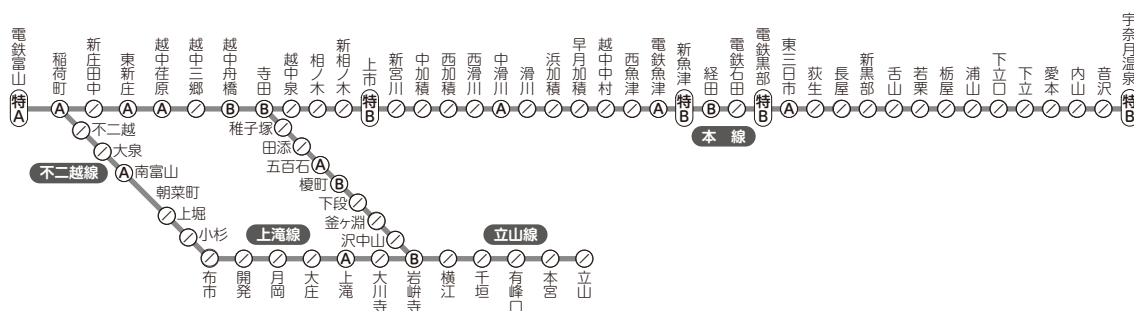 電鉄富山
稲荷町
新庄田中
東新庄
越中荏原
越中三郷
越中舟橋
寺田
越中泉
相ノ木
新相ノ木
上市
新宮川
中加積
西加積
西滑川
中滑川
滑川
浜加積
早月加積
越中中村
西魚津
電鉄魚津
新魚津
経田
電鉄石田
電鉄黒部
東三日市
荻生
長屋
新黒部
舌山
若栗
栃屋
浦山
下立口
下立
愛本
内山
音沢
宇奈月温泉
特A
A
A
A
B
B
特B
A
A
特B
B
特B
A
特B
本 線
不二越
大泉
A
南富山
不二越線
朝菜町
上堀
小杉
稚子塚
田添
五百石
A
榎町
B
下段
釜ヶ淵
沢中山
上滝線
立山線
A
B
布市
開発
月岡
大庄
上滝
大川寺
岩峅寺
横江
千垣
有峰口
本宮
立山